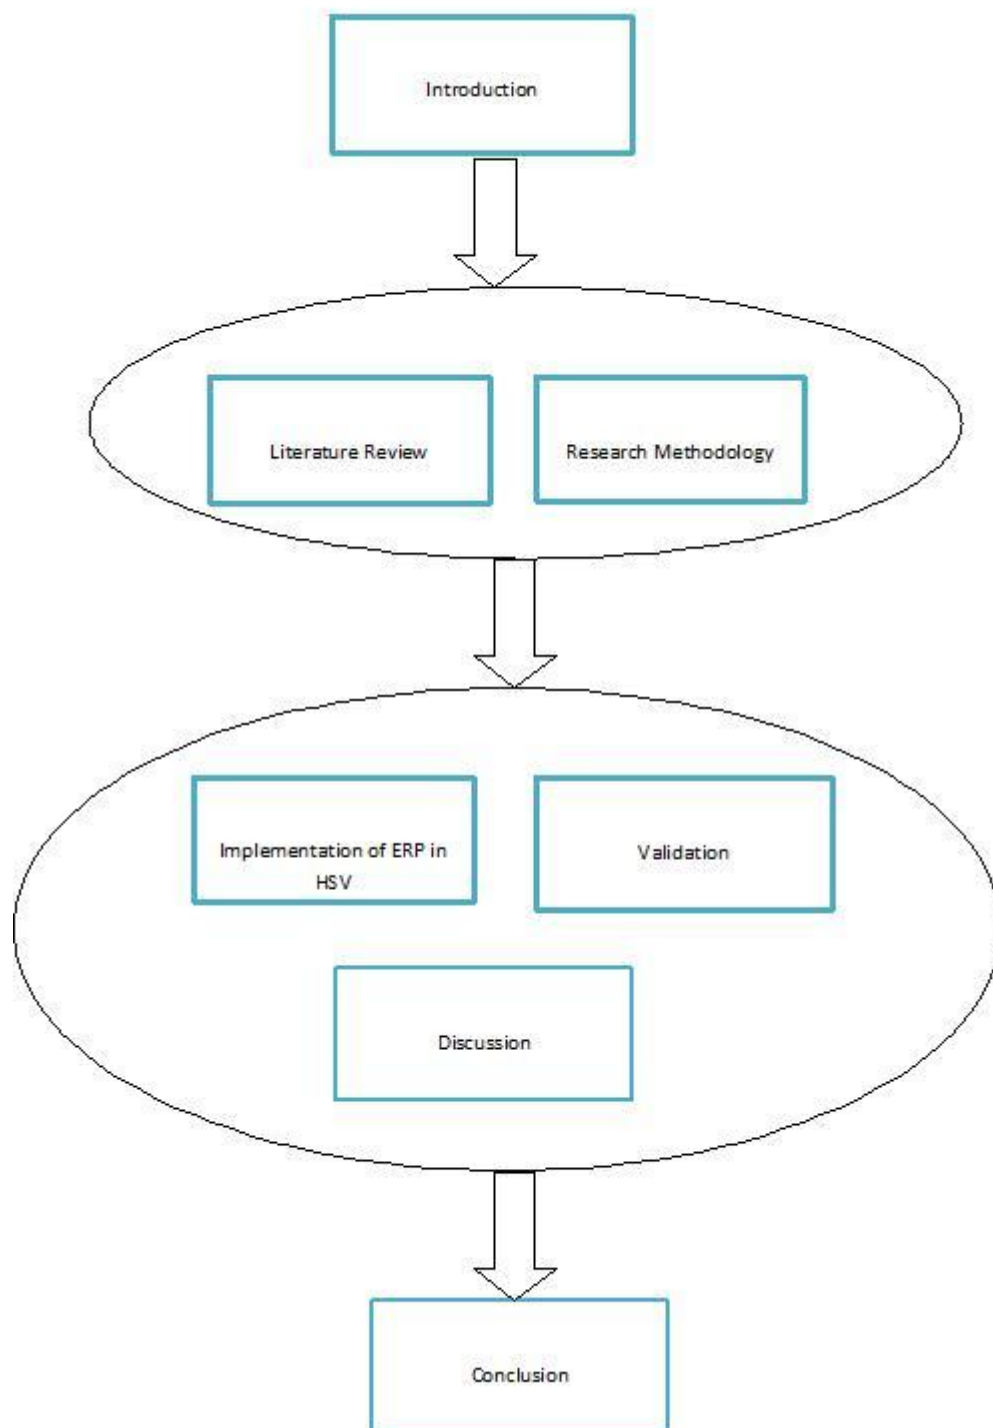 Introduction
Literature Review
Research Methodology
Implementation of ERP in
HSV
Validation
Discussion
Conclusion